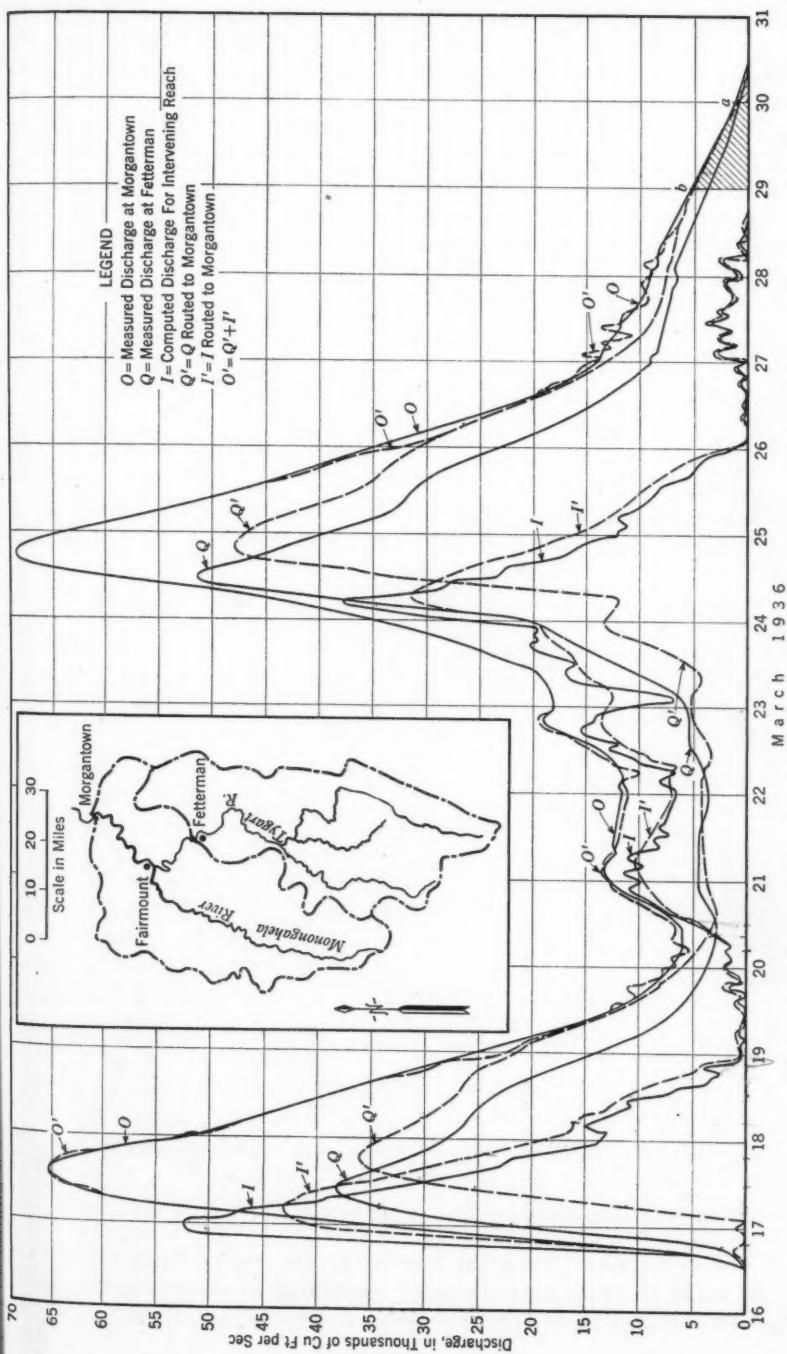 LEGEND
O=Measured Discharge at Morgantown
Q=Measured Discharge at Fetterman
I=Computed Discharge For Intervening Reach
Q'=Q Routed to Morgantown
I'=I Routed to Morgantown
O'=Q'+I'
Scale in Miles
0 10 20 30
Morgantown
Fairmount
Fetterman
Tygart R.
Monongahela River
Discharge, in Thousands of Cu Ft per Sec
70
65
60
55
50
45
40
35
30
25
20
15
10
5
0
O'
O
I
I'
Q'
Q
O'
O
I
I'
Q
Q'
Q
Q'
I
I'
O'
O
O'
O
b
a
16 17 18 19 20 21 22 23 24 25 26 27 28 29 30 31
March 1936